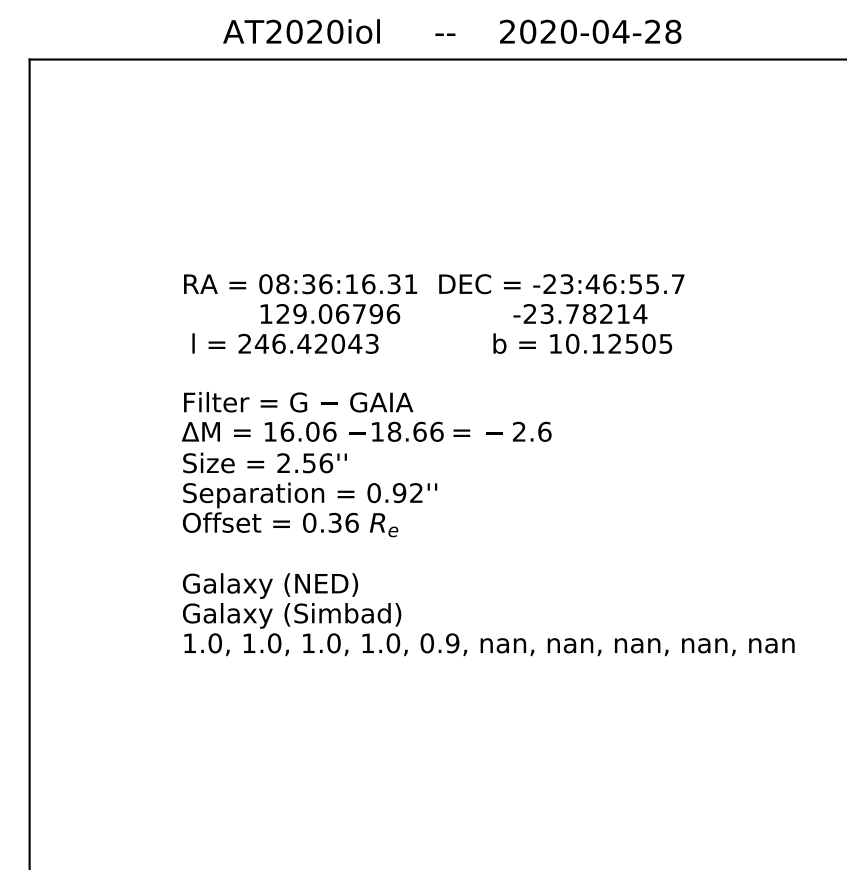 AT2020iol -- 2020-04-28
RA = 08:36:16.31 DEC = -23:46:55.7
129.06796 -23.78214
l = 246.42043 b = 10.12505
Filter = G − GAIA
ΔM = 16.06 −18.66 = − 2.6
Size = 2.56''
Separation = 0.92''
Offset = 0.36 Re
Galaxy (NED)
Galaxy (Simbad)
1.0, 1.0, 1.0, 1.0, 0.9, nan, nan, nan, nan, nan